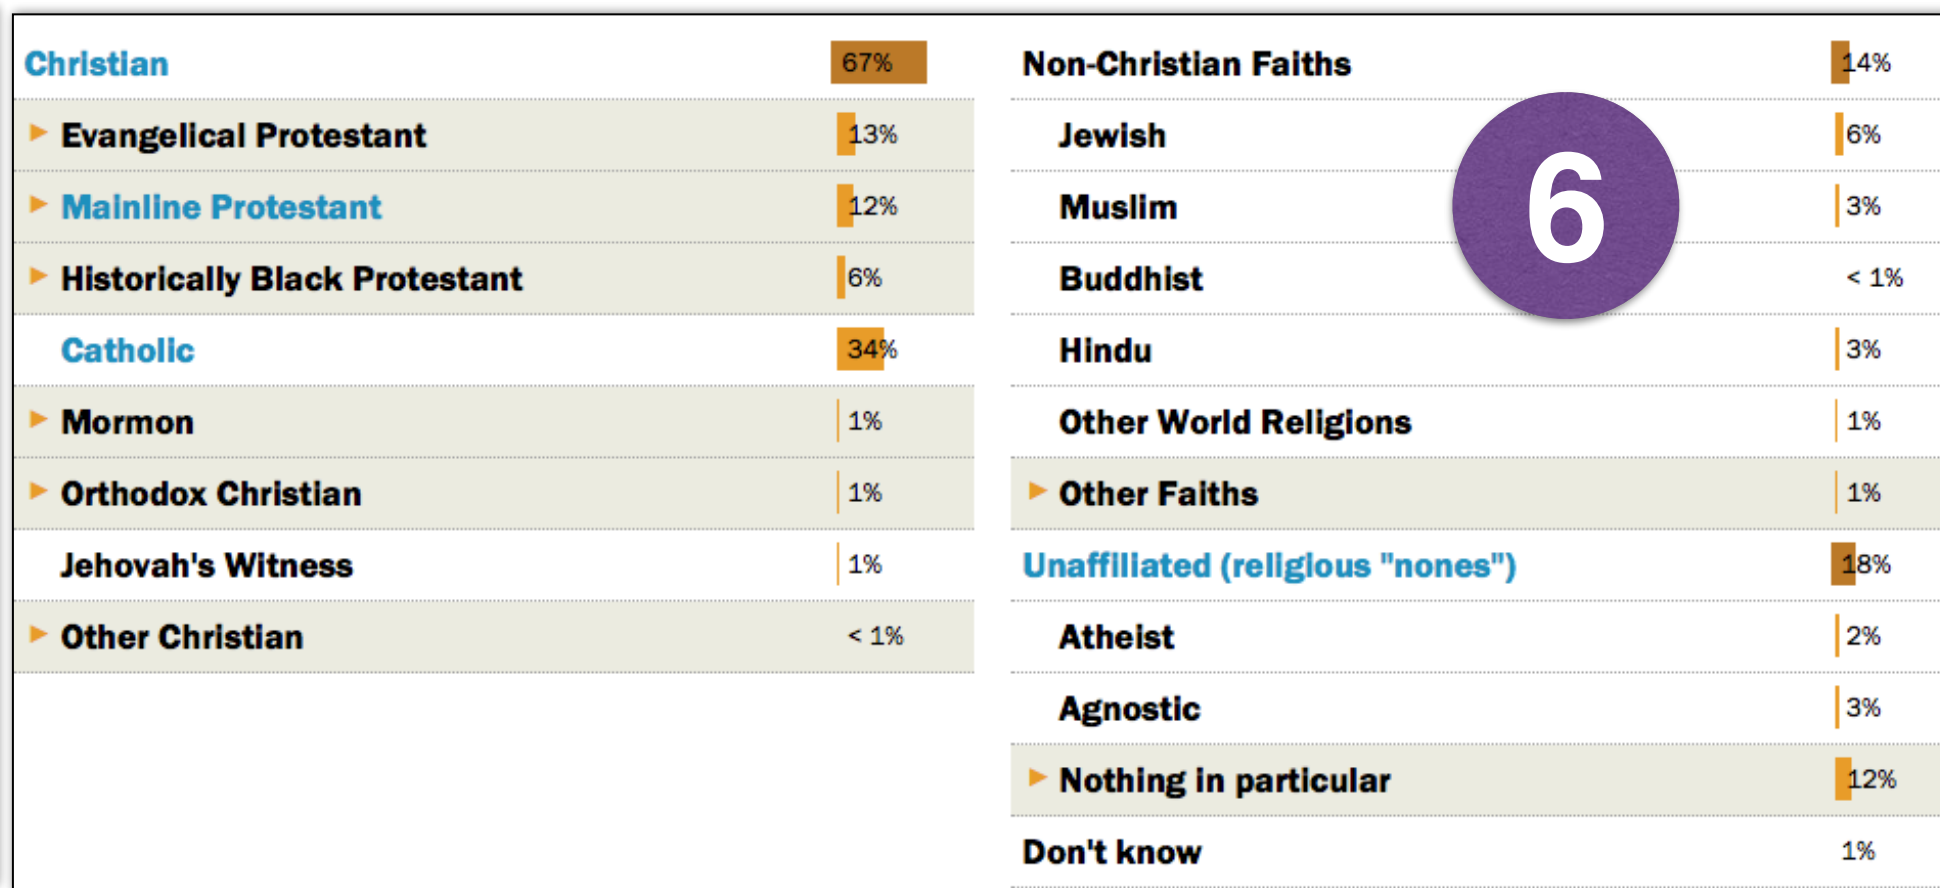 Christian 67%
Evangelical Protestant 13%
Mainline Protestant 12%
Historically Black Protestant 6%
Catholic 34%
Mormon 1%
Orthodox Christian 1%
Jehovah's Witness 1%
Other Christian < 1%
Non-Christian Faiths 14%
Jewish 6%
Muslim 3%
Buddhist < 1%
Hindu 3%
Other World Religions 1%
Other Faiths 1%
Unaffiliated (religious "nones") 18%
Atheist 2%
Agnostic 3%
Nothing in particular 12%
Don't know 1%
6